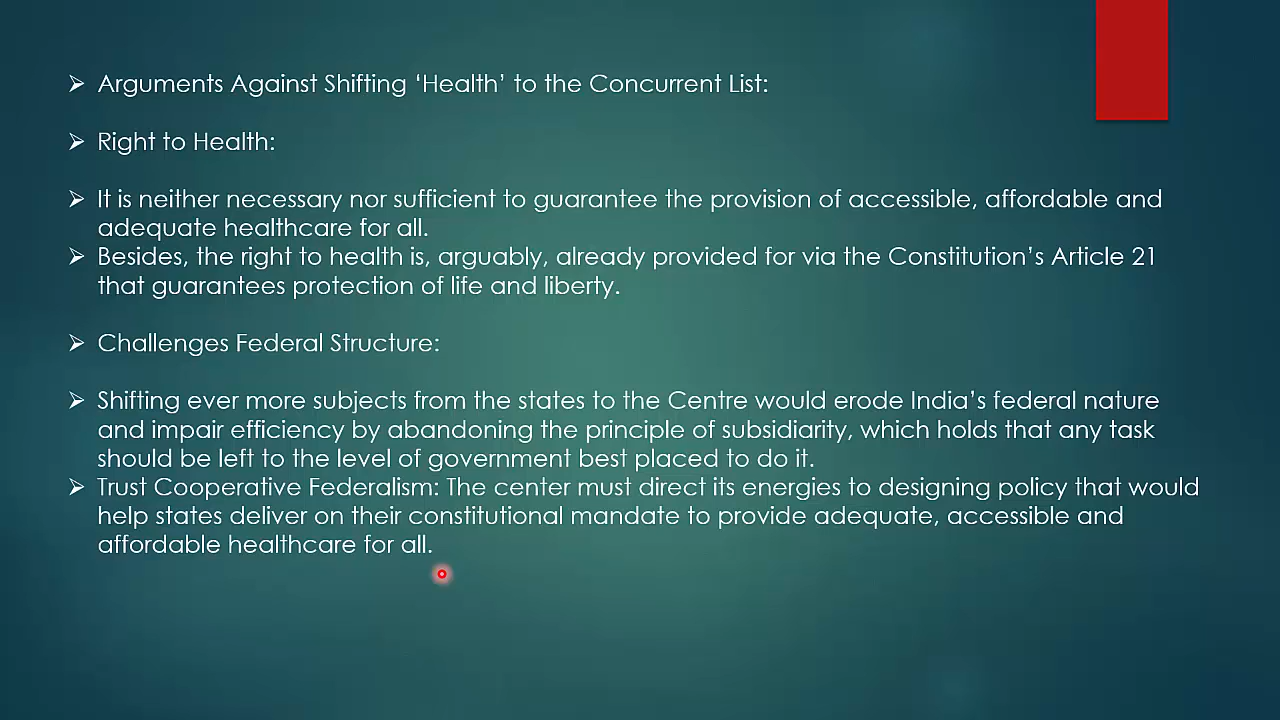 Arguments Against Shifting ‘Health’ to the Concurrent List:
Right to Health:
It is neither necessary nor sufficient to guarantee the provision of accessible, affordable and
adequate healthcare for all.
Besides, the right to health is, arguably, already provided for via the Constitution’s Article 21
that guarantees protection of life and liberty.
Challenges Federal Structure:
Shifting ever more subjects from the states to the Centre would erode India’s federal nature
and impair efficiency by abandoning the principle of subsidiarity, which holds that any task
should be left to the level of government best placed to do it.
Trust Cooperative Federalism: The center must direct its energies to designing policy that would
help states deliver on their constitutional mandate to provide adequate, accessible and
affordable healthcare for all.